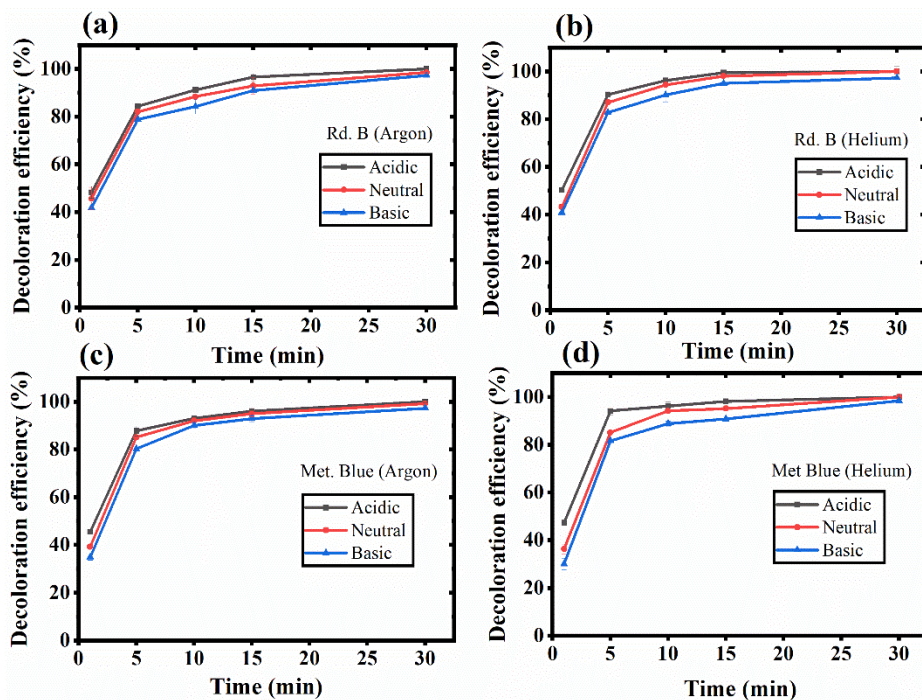 (a)
Decoloration efficiency (%)
100
80
60
40
20
0
Rd. B (Argon)
Acidic
Neutral
Basic
0 5 10 15 20 25 30
Time (min)
(b)
Decoloration efficiency (%)
100
80
60
40
20
0
Rd. B (Helium)
Acidic
Neutral
Basic
0 5 10 15 20 25 30
Time (min)
(c)
Decoloration efficiency (%)
100
80
60
40
20
0
Met. Blue (Argon)
Acidic
Neutral
Basic
0 5 10 15 20 25 30
Time (min)
(d)
Decoloration efficiency (%)
100
80
60
40
20
0
Met Blue (Helium)
Acidic
Neutral
Basic
0 5 10 15 20 25 30
Time (min)